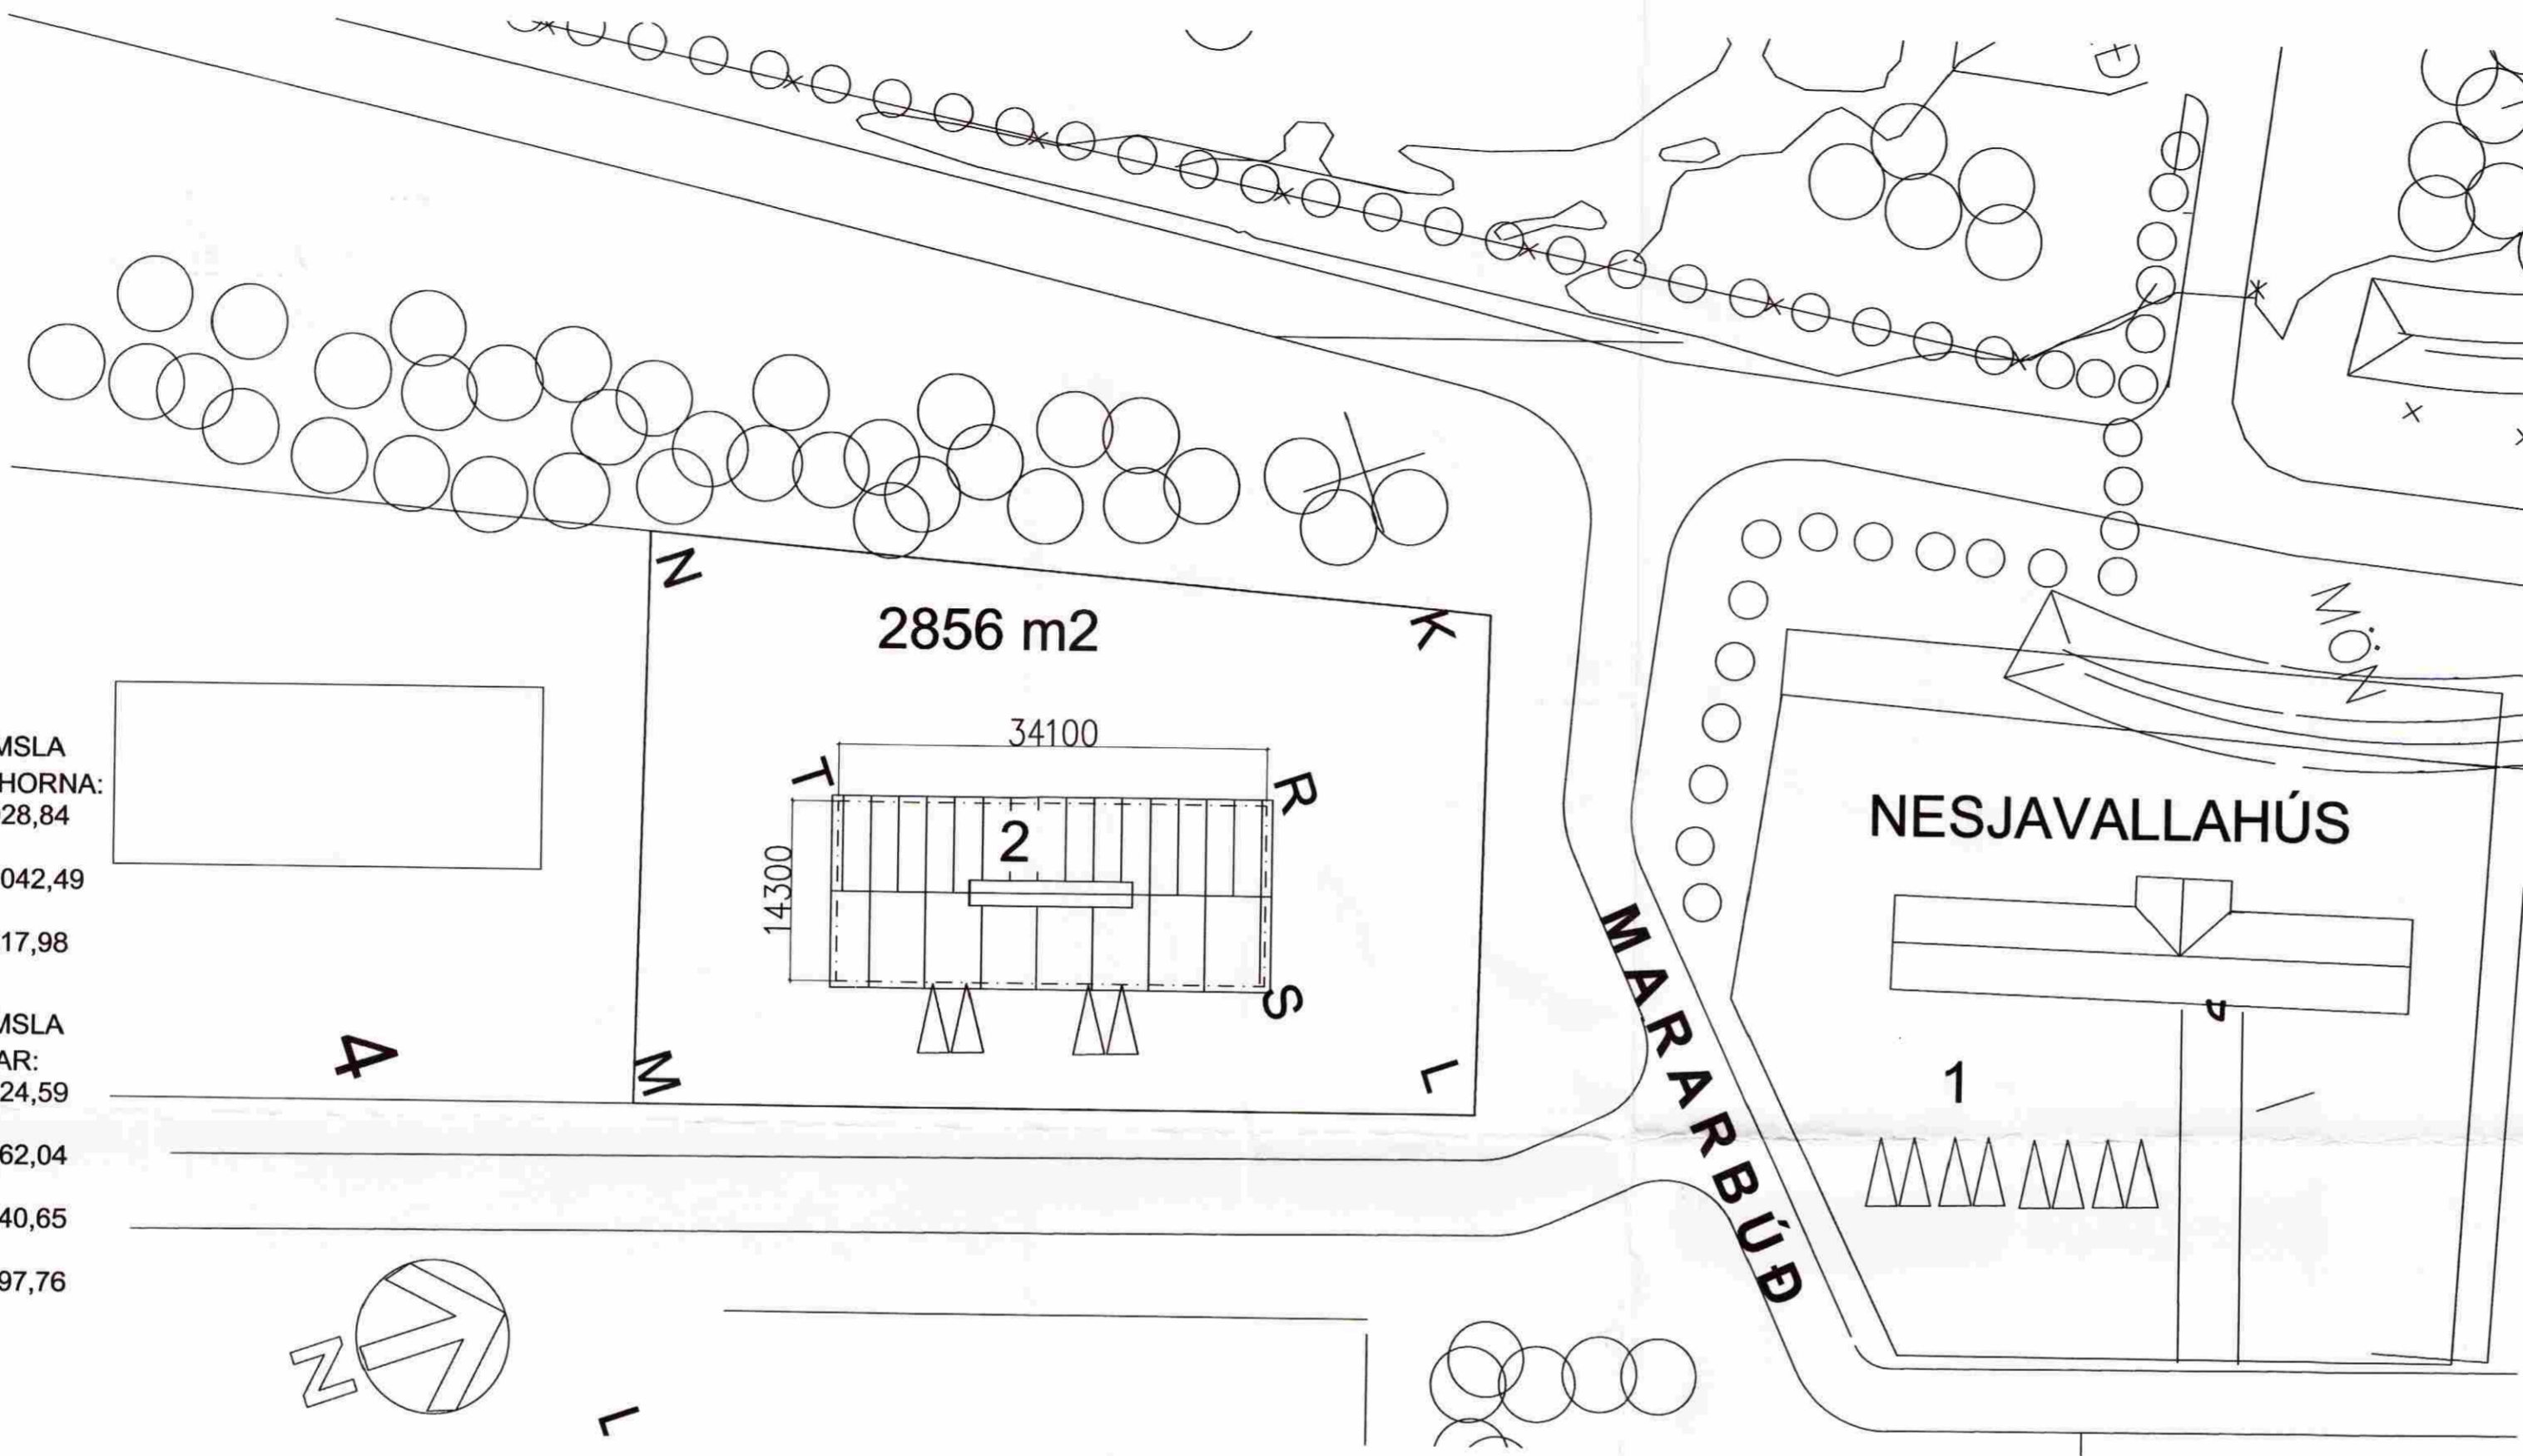 MSLA
HORNA:
28,84
042,49
17,98
MSLA
AR:
24,59
62,04
40,65
97,76
4
N
K
2856 m2
34100
14300
T
R
2
S
M
L
MARARBÚÐ
NESJAVALLAHÚS
MÖN
1
N
L